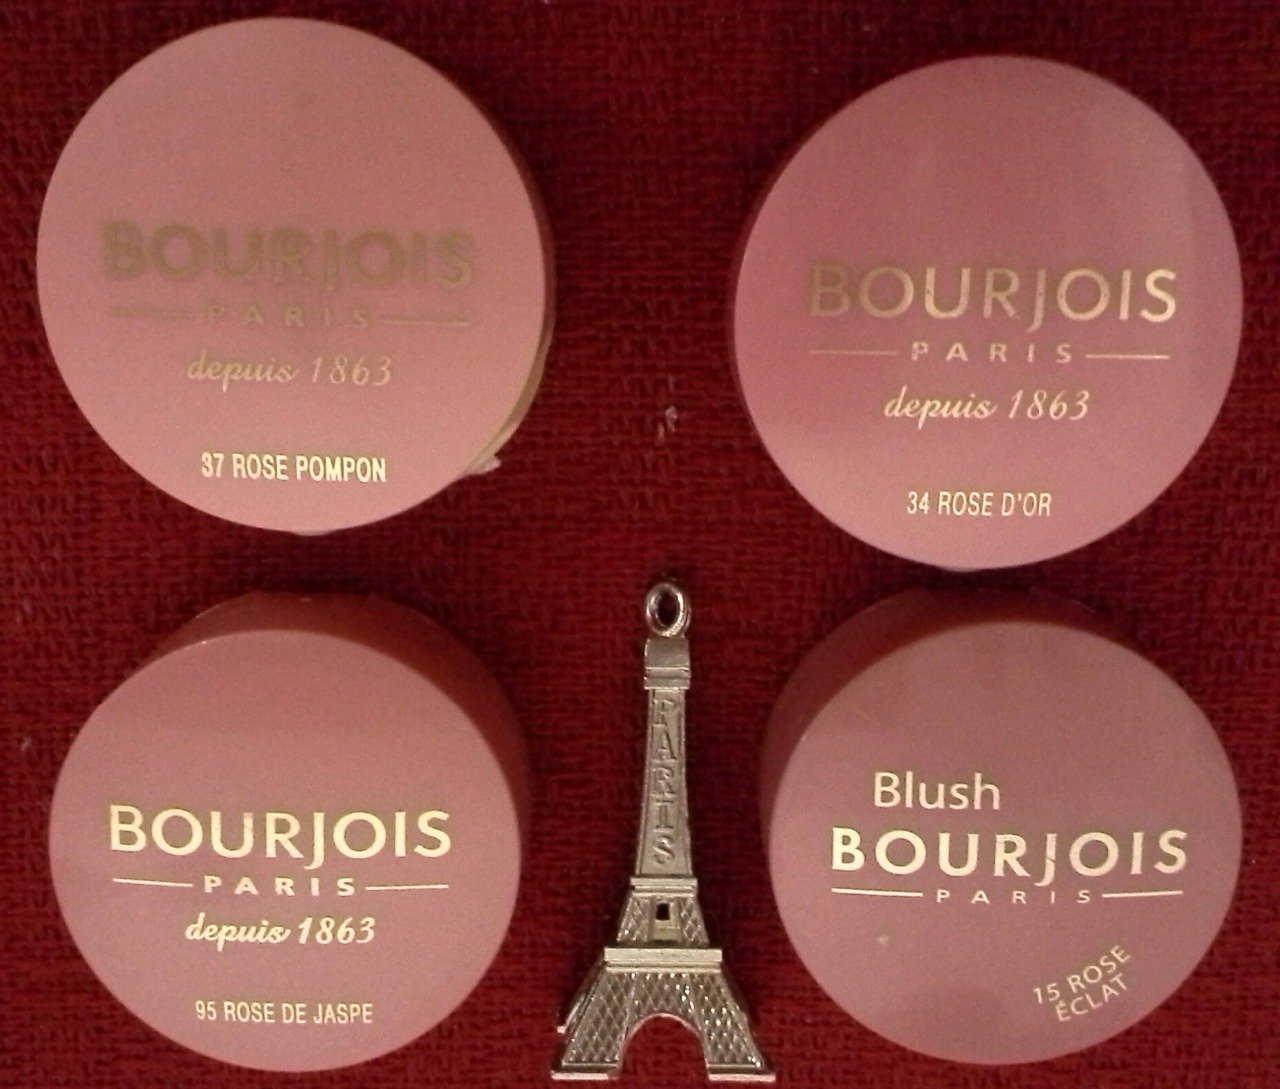 BOURJOIS
PARIS
depuis 1863
37 ROSE POMPON
BOURJOIS
PARIS
depuis 1863
34 ROSE D'OR
BOURJOIS
PARIS
depuis 1863
95 ROSE DE JASPE
PARIS
Blush
BOURJOIS
PARIS
15 ROSE
ÉCLAT